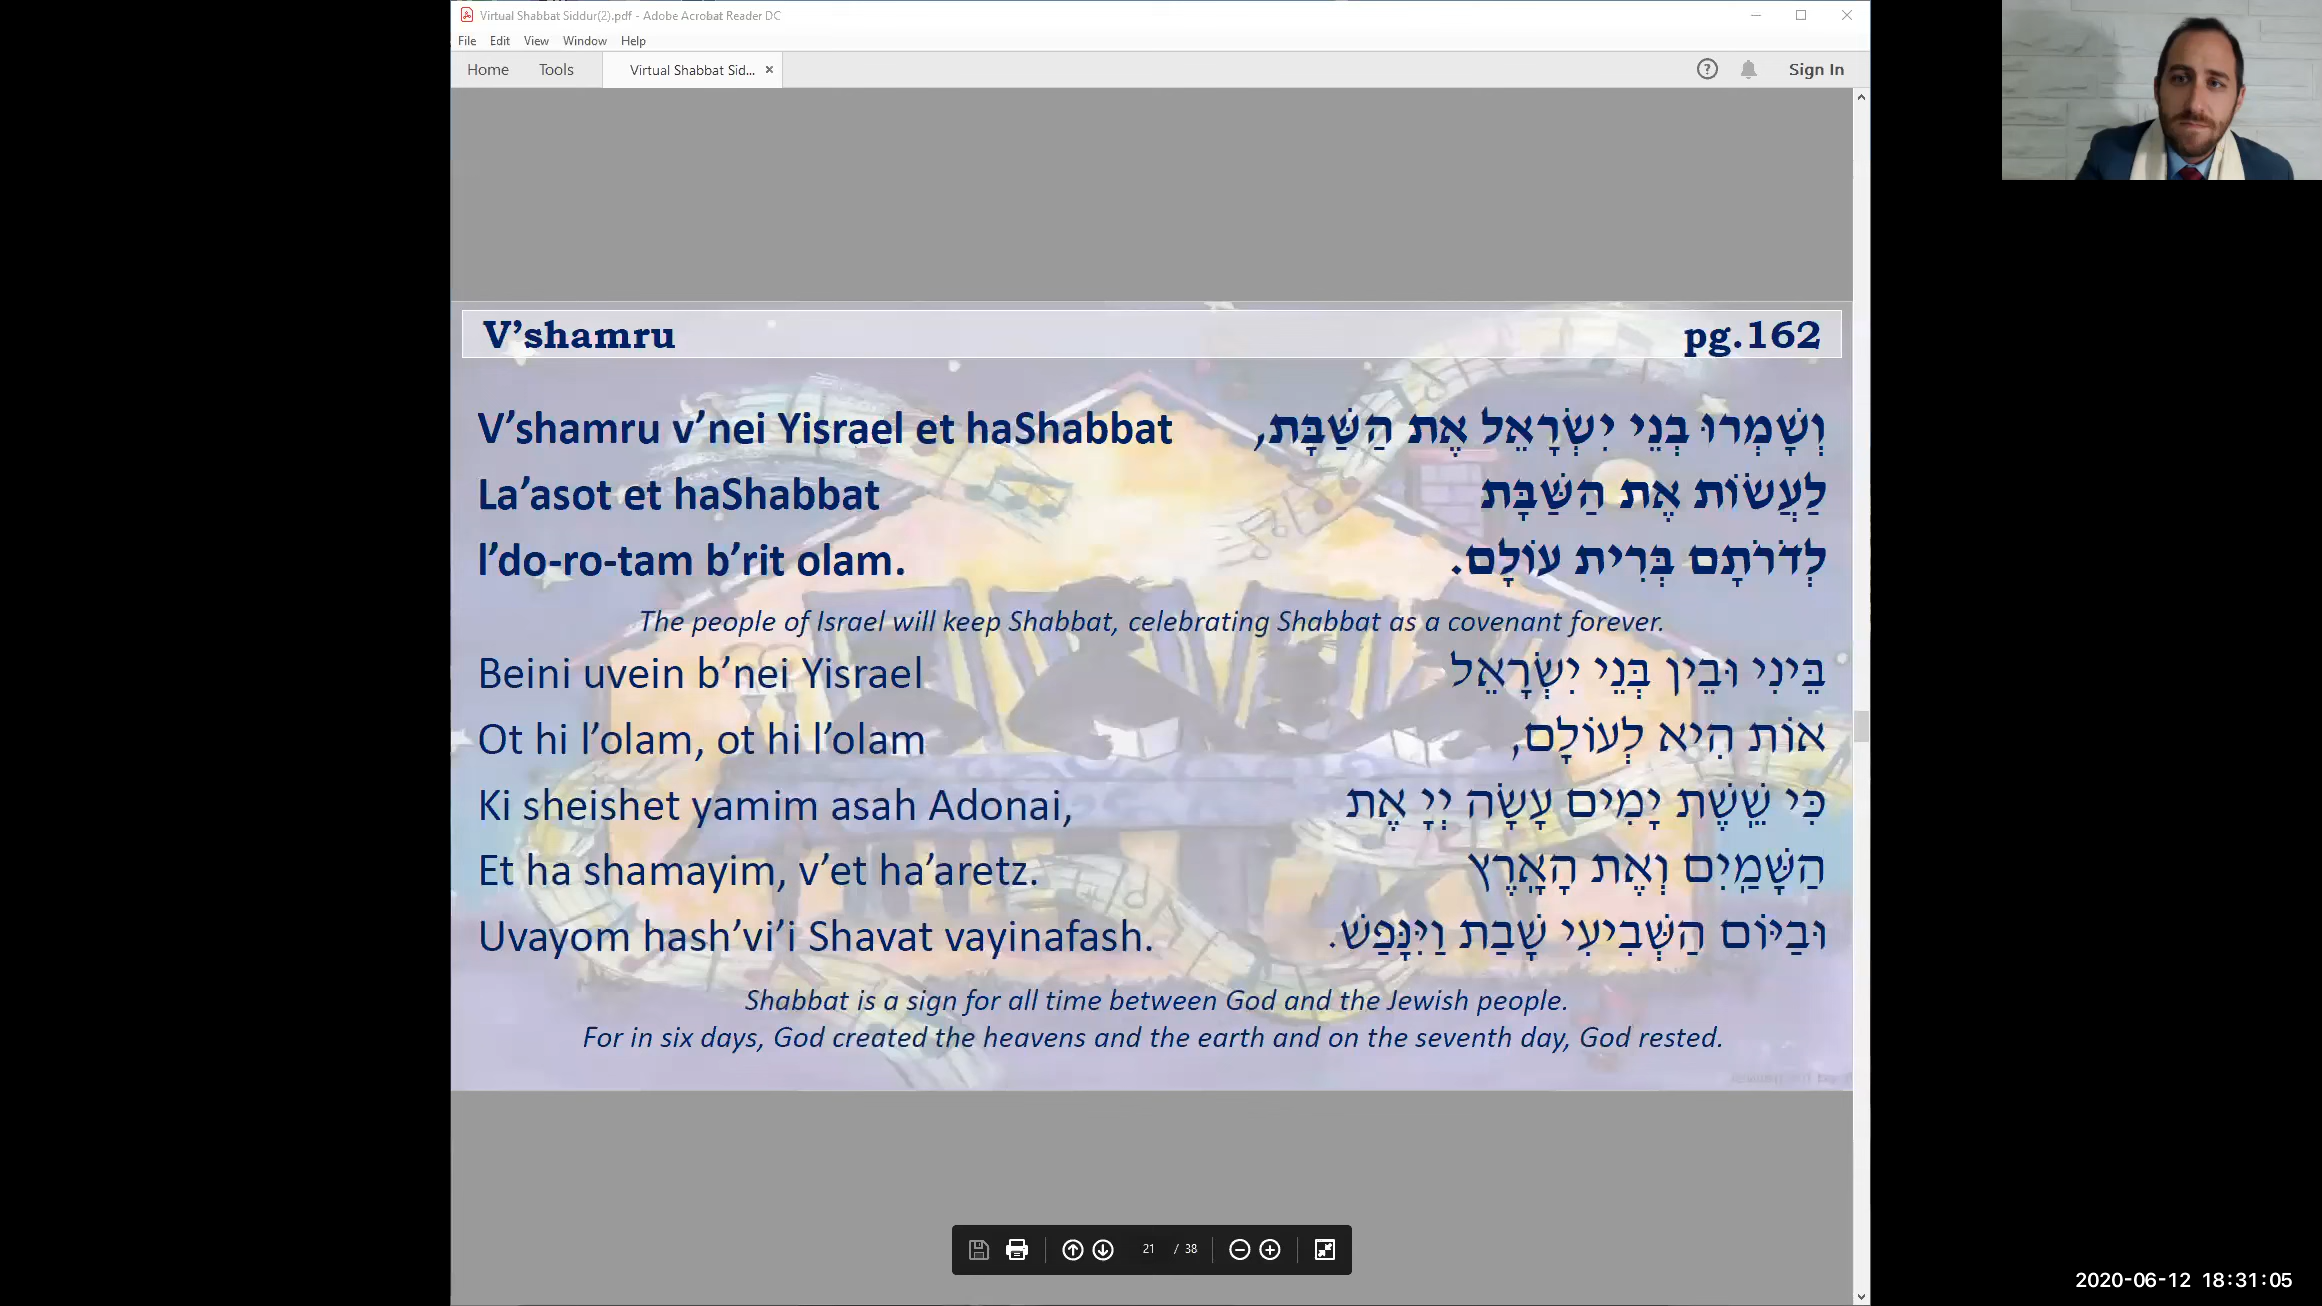 Virtual Shabbat Siddur(2).pdf - Adobe Acrobat Reader DC
File Edit View Window Help
Home Tools Virtual Shabbat Sid... × Sign In
V’shamru pg.162
V’shamru v’nei Yisrael et haShabbat
וְשָׁמְרוּ בְנֵי יִשְׂרָאֵל אֶת הַשַּׁבָּת,
La’asot et haShabbat
לַעֲשׂוֹת אֶת הַשַּׁבָּת
l’do-ro-tam b’rit olam.
לְדֹרֹתָם בְּרִית עוֹלָם.
The people of Israel will keep Shabbat, celebrating Shabbat as a covenant forever.
Beini uvein b’nei Yisrael
בֵּינִי וּבֵין בְּנֵי יִשְׂרָאֵל
Ot hi l’olam, ot hi l’olam
אוֹת הִיא לְעוֹלָם,
Ki sheishet yamim asah Adonai,
כִּי שֵֽׁשֶׁת יָמִים עָשָׂה יְיָ אֶת
Et ha shamayim, v’et ha’aretz.
הַשָּׁמַֽיִם וְאֶת הָאָֽרֶץ
Uvayom hash’vi’i Shavat vayinafash.
וּבַיּוֹם הַשְּׁבִיעִי שָׁבַת וַיִּנָּפַשׁ.
Shabbat is a sign for all time between God and the Jewish people.
For in six days, God created the heavens and the earth and on the seventh day, God rested.
21 / 38
2020-06-12 18:31:05